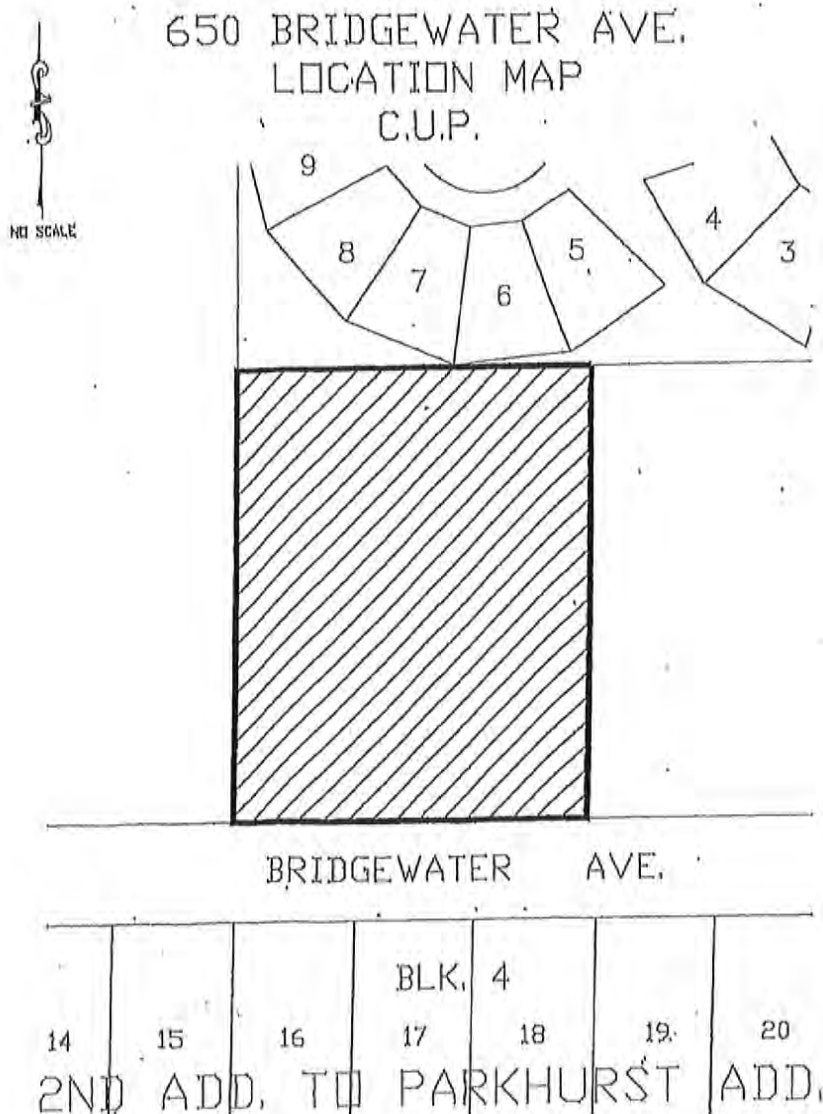 650 BRIDGEWATER AVE.
LOCATION MAP
C.U.P.
NO SCALE
9
8
7
6
5
4
3
BRIDGEWATER AVE.
BLK. 4
14 15 16 17 18 19 20
2ND ADD. TO PARKHURST ADD.